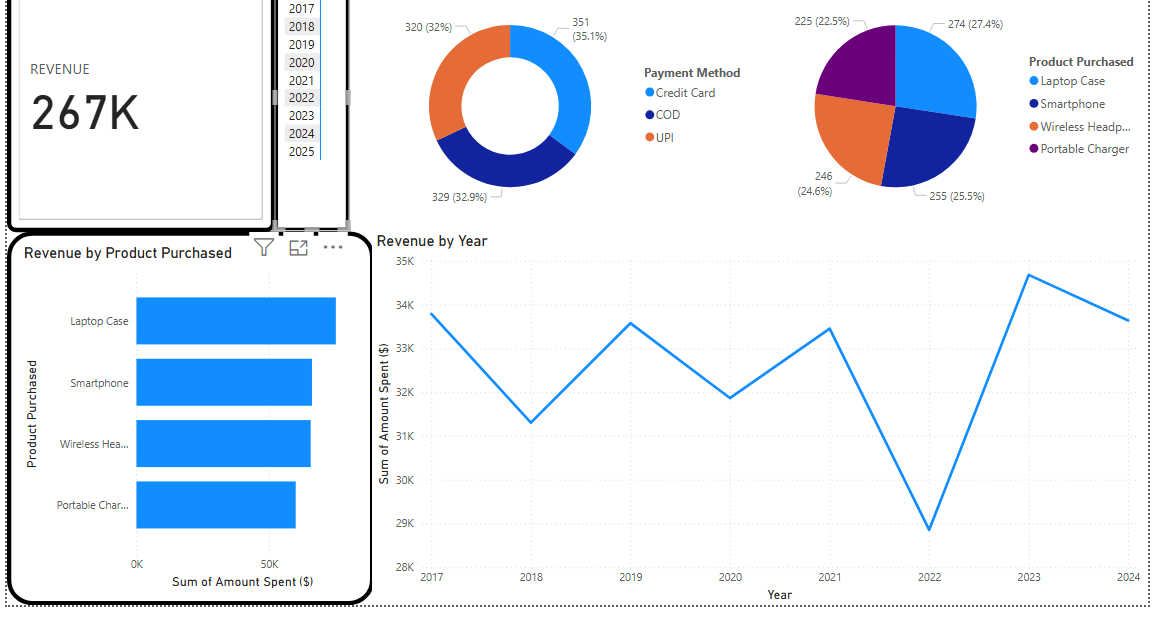 REVENUE
267K
2017
2018
2019
2020
2021
2022
2023
2024
2025
320 (32%)
351
(35.1%)
329 (32.9%)
Payment Method
Credit Card
COD
UPI
225 (22.5%)
274 (27.4%)
246
(24.6%)
255 (25.5%)
Product Purchased
Laptop Case
Smartphone
Wireless Headp...
Portable Charger
Revenue by Product Purchased
Product Purchased
Laptop Case
Smartphone
Wireless Hea...
Portable Char...
0K
50K
Sum of Amount Spent ($)
Revenue by Year
Sum of Amount Spent ($)
35K
34K
33K
32K
31K
30K
29K
28K
2017
2018
2019
2020
2021
2022
2023
2024
Year